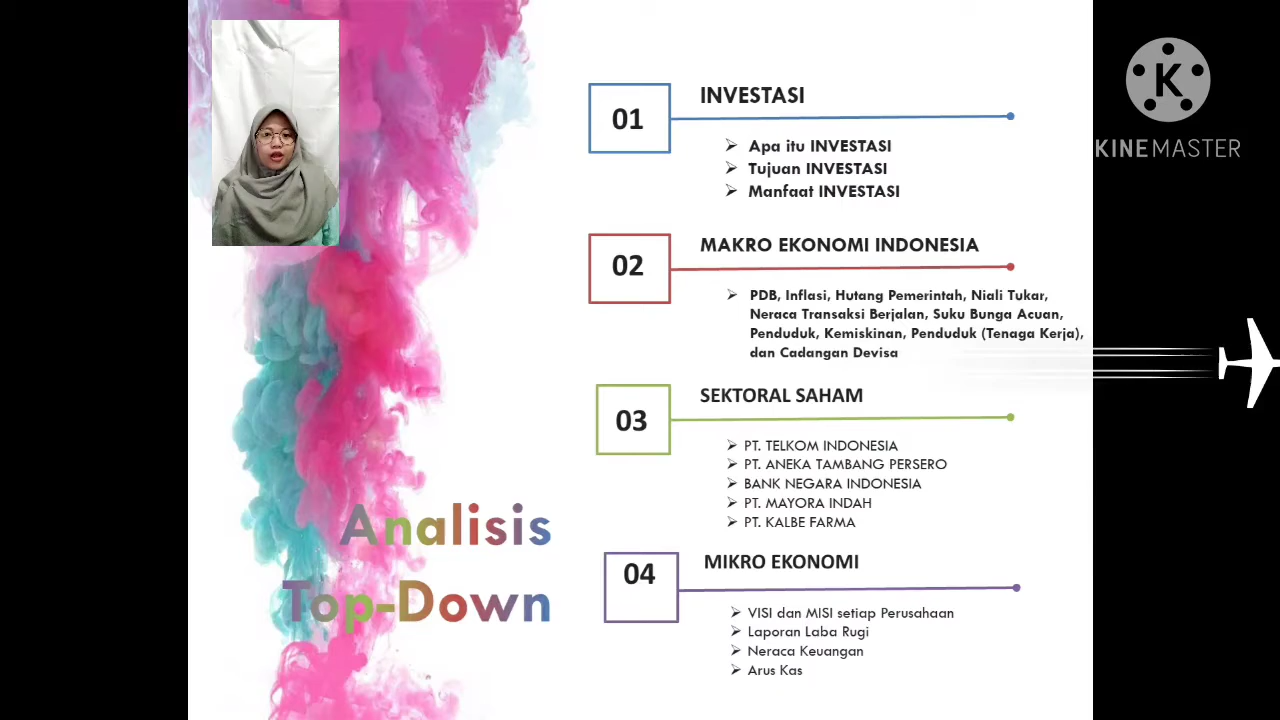 01
INVESTASI
Apa itu INVESTASI
Tujuan INVESTASI
Manfaat INVESTASI
02
MAKRO EKONOMI INDONESIA
PDB, Inflasi, Hutang Pemerintah, Niali Tukar,
Neraca Transaksi Berjalan, Suku Bunga Acuan,
Penduduk, Kemiskinan, Penduduk (Tenaga Kerja),
dan Cadangan Devisa
03
SEKTORAL SAHAM
PT. TELKOM INDONESIA
PT. ANEKA TAMBANG PERSERO
BANK NEGARA INDONESIA
PT. MAYORA INDAH
PT. KALBE FARMA
04
MIKRO EKONOMI
VISI dan MISI setiap Perusahaan
Laporan Laba Rugi
Neraca Keuangan
Arus Kas
Analisis
Top-Down
K
KINEMASTER